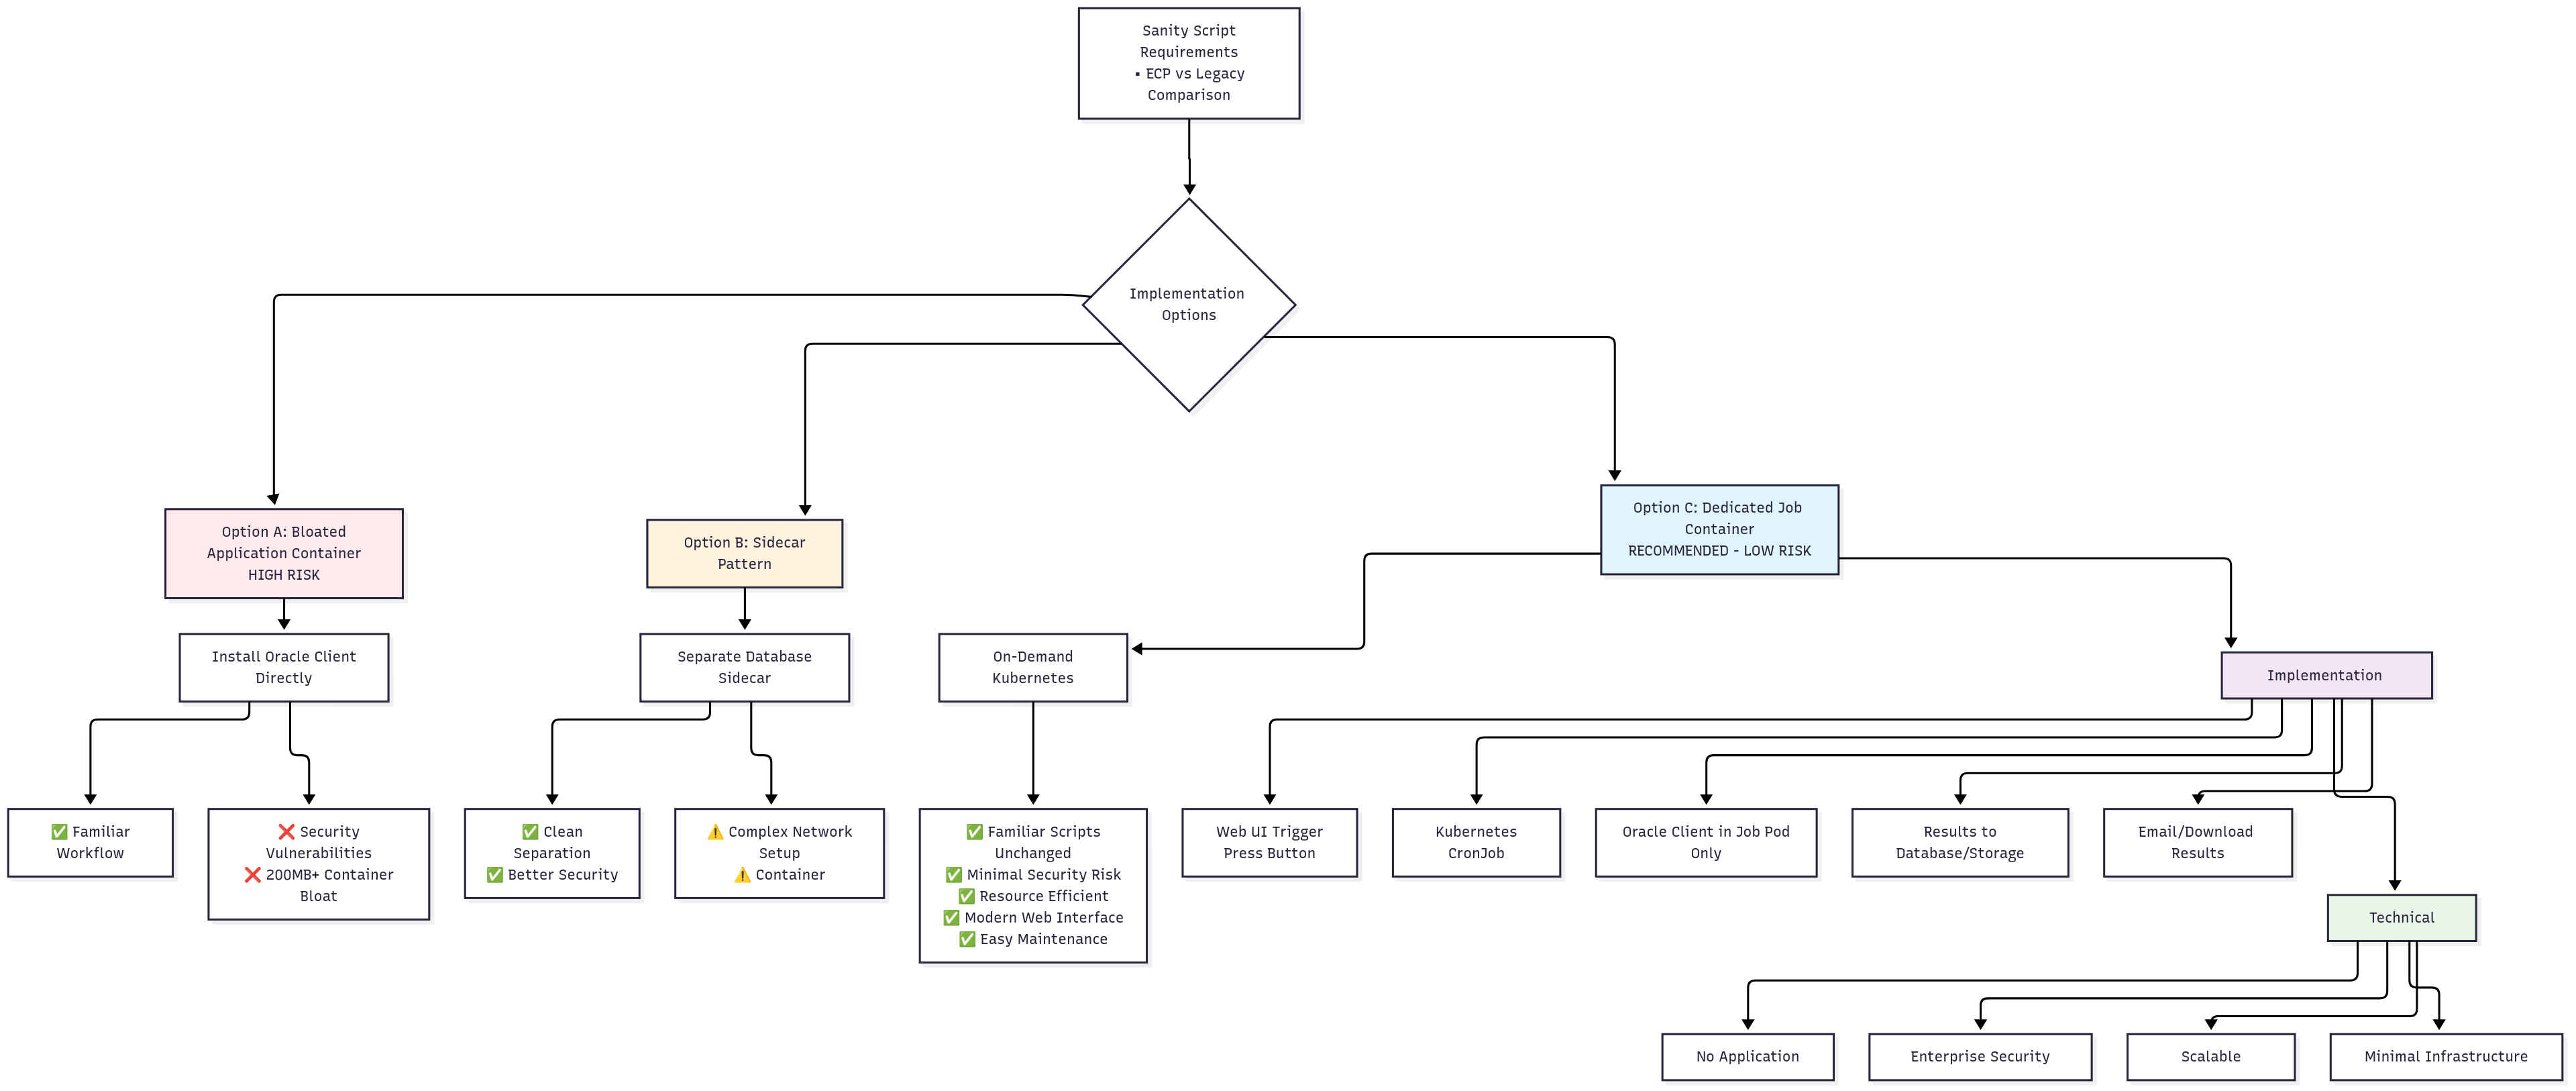 Sanity Script
Requirements
▪ ECP vs Legacy
Comparison
Implementation
Options
Option A: Bloated
Application Container
HIGH RISK
Option B: Sidecar
Pattern
Option C: Dedicated Job
Container
RECOMMENDED - LOW RISK
Install Oracle Client
Directly
Separate Database
Sidecar
On-Demand
Kubernetes
Implementation
✅ Familiar
Workflow
❌ Security
Vulnerabilities
❌ 200MB+ Container
Bloat
✅ Clean
Separation
✅ Better Security
⚠️ Complex Network
Setup
⚠️ Container
✅ Familiar Scripts
Unchanged
✅ Minimal Security Risk
✅ Resource Efficient
✅ Modern Web Interface
✅ Easy Maintenance
Web UI Trigger
Press Button
Kubernetes
CronJob
Oracle Client in Job Pod
Only
Results to
Database/Storage
Email/Download
Results
Technical
No Application
Enterprise Security
Scalable
Minimal Infrastructure